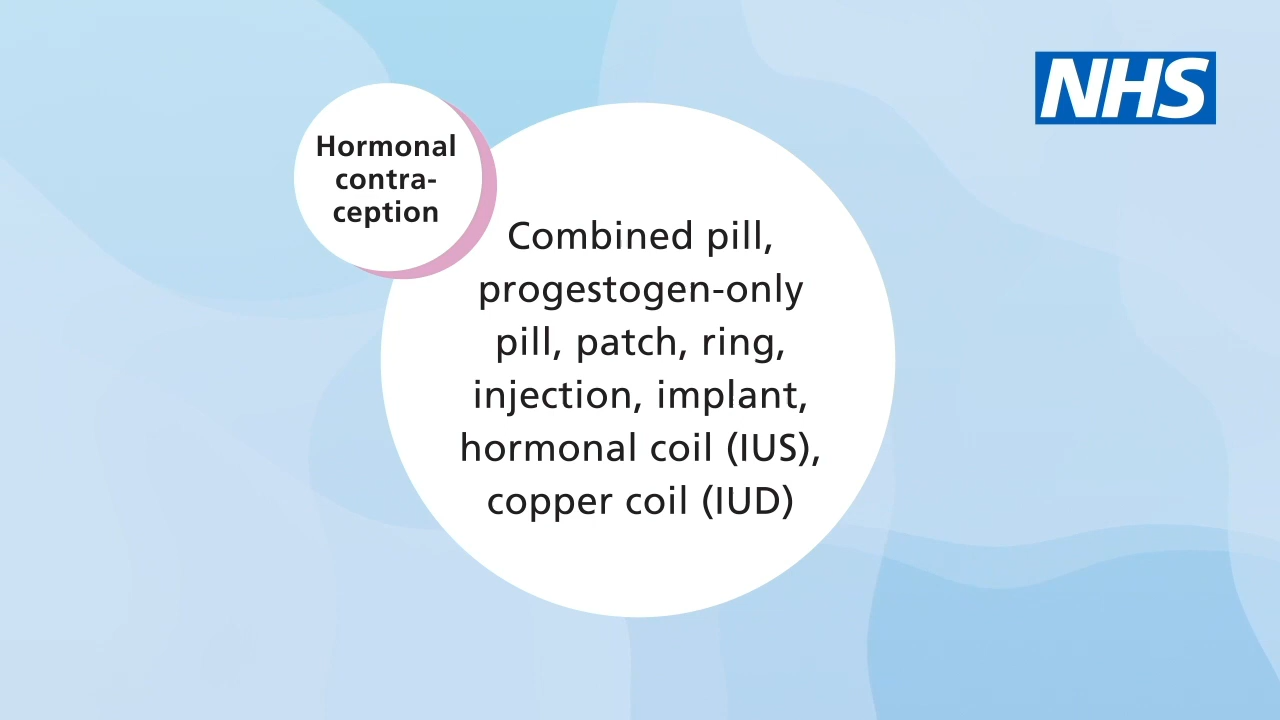 NHS
Hormonal
contra-
ception
Combined pill,
progestogen-only
pill, patch, ring,
injection, implant,
hormonal coil (IUS),
copper coil (IUD)